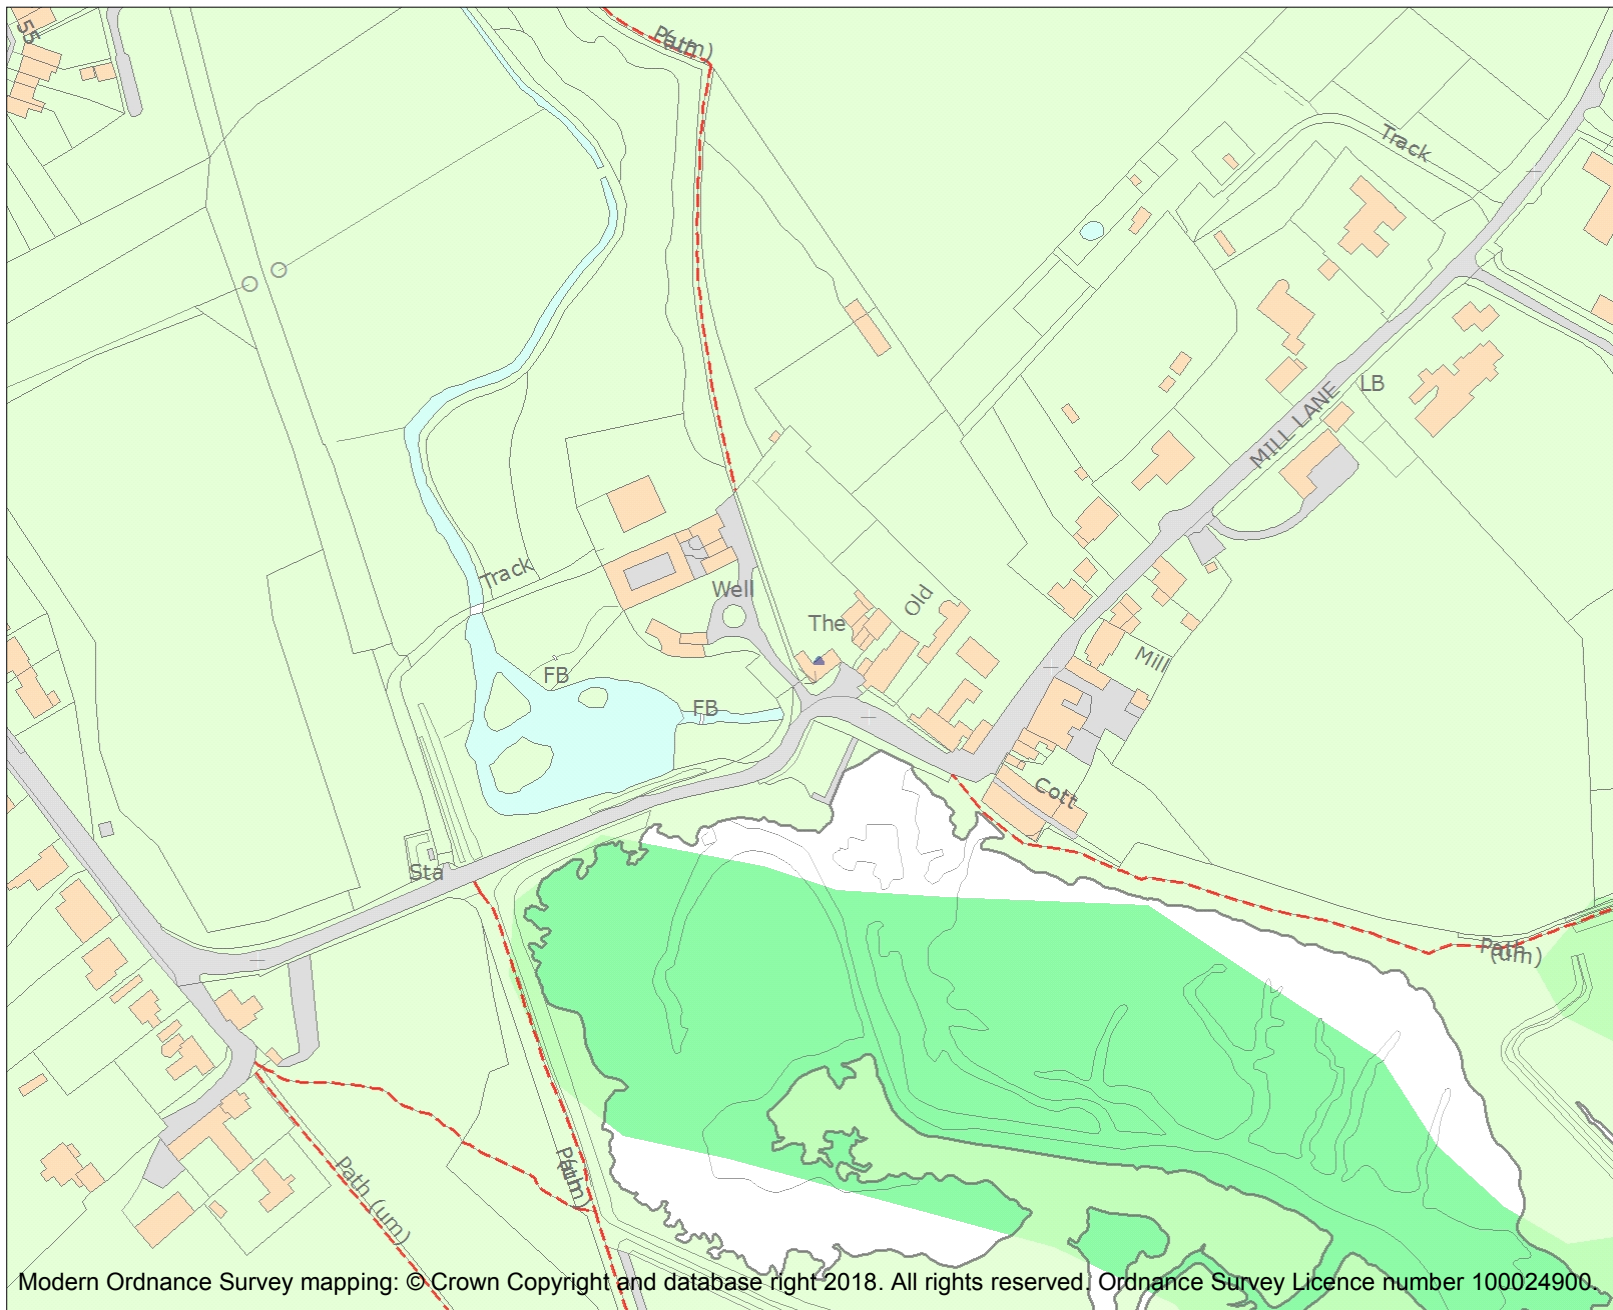 55
Path (um)
Track
LB
MILL LANE
Track
Well
Old
The
Mill
FB
FB
Cott
Sta
Path (um)
Path (um)
Path (um)
Modern Ordnance Survey mapping: © Crown Copyright and database right 2018. All rights reserved. Ordnance Survey Licence number 100024900.